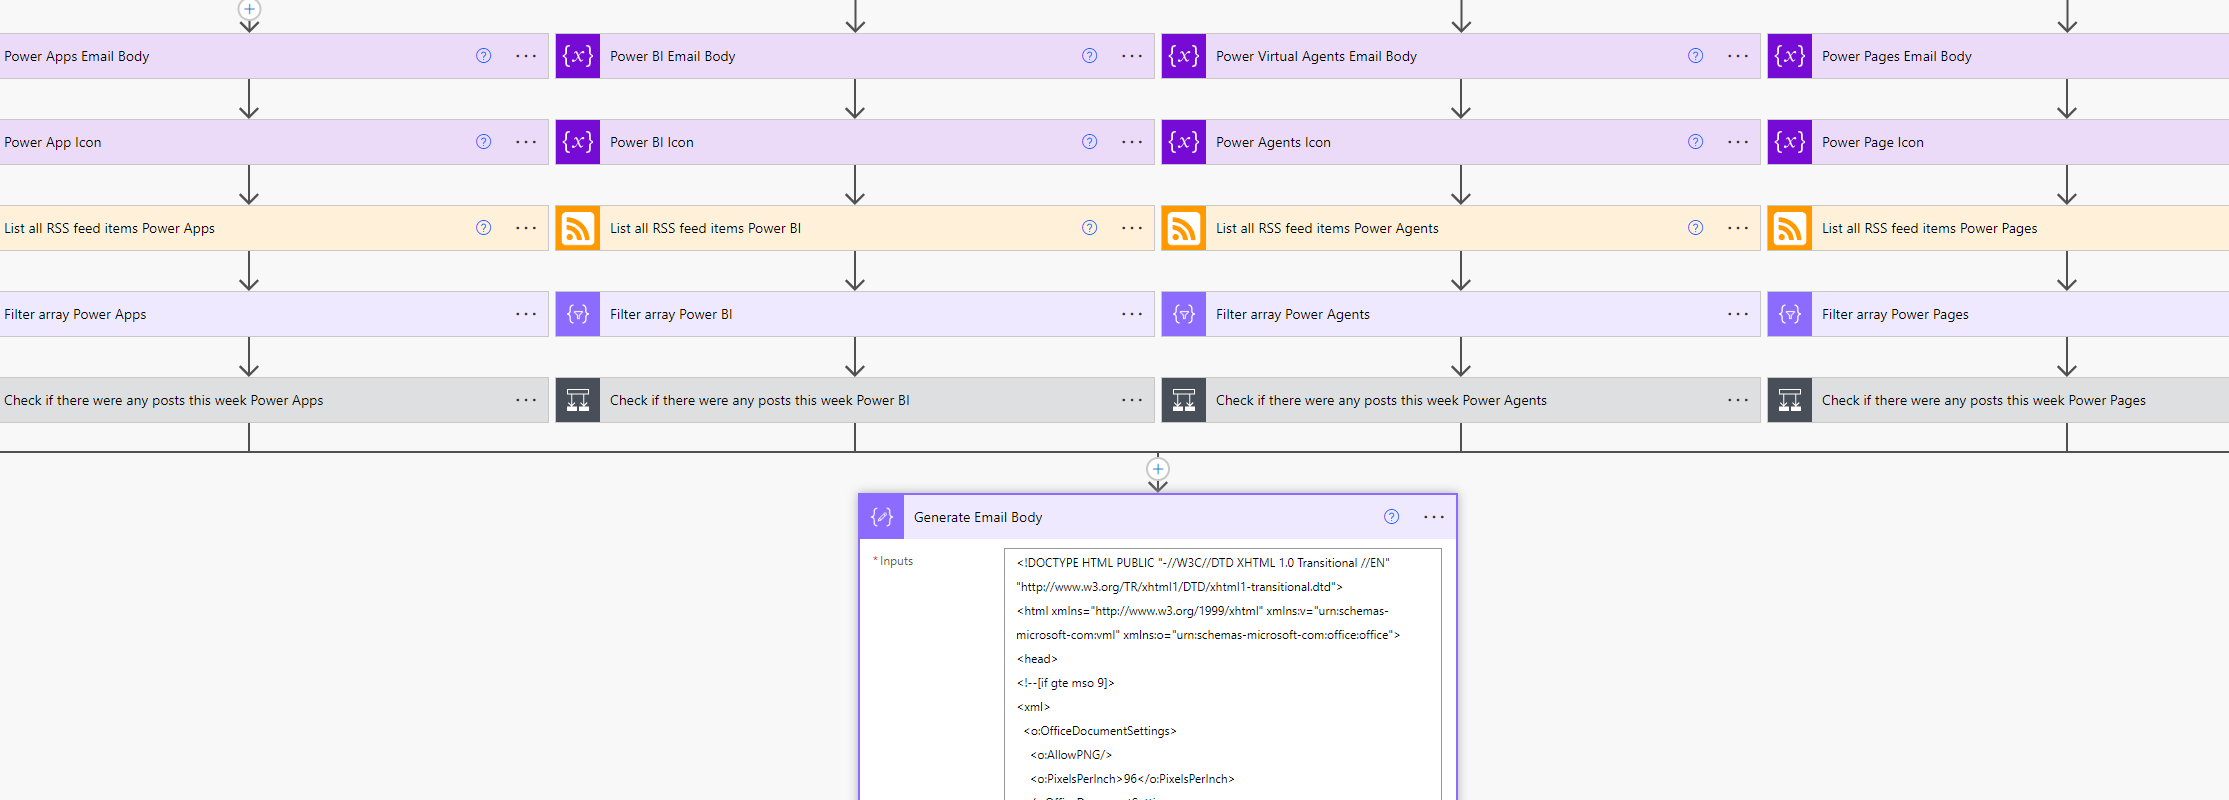 Power Apps Email Body
Power BI Email Body
Power Virtual Agents Email Body
Power Pages Email Body
Power App Icon
Power BI Icon
Power Agents Icon
Power Page Icon
List all RSS feed items Power Apps
List all RSS feed items Power BI
List all RSS feed items Power Agents
List all RSS feed items Power Pages
Filter array Power Apps
Filter array Power BI
Filter array Power Agents
Filter array Power Pages
Check if there were any posts this week Power Apps
Check if there were any posts this week Power BI
Check if there were any posts this week Power Agents
Check if there were any posts this week Power Pages
Generate Email Body
*Inputs
<!DOCTYPE HTML PUBLIC "-//W3C//DTD XHTML 1.0 Transitional //EN"
"http://www.w3.org/TR/xhtml1/DTD/xhtml1-transitional.dtd">
<html xmlns="http://www.w3.org/1999/xhtml" xmlns:v="urn:schemas-
microsoft-com:vml" xmlns:o="urn:schemas-microsoft-com:office:office">
<head>
<!--[if gte mso 9]>
<xml>
<o:OfficeDocumentSettings>
<o:AllowPNG/>
<o:PixelsPerInch>96</o:PixelsPerInch>